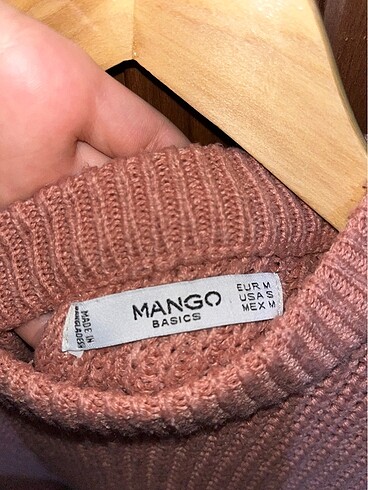 MANGO
BASICS
EUR M
USA S
MEX M
MADE IN
BANGLADESH